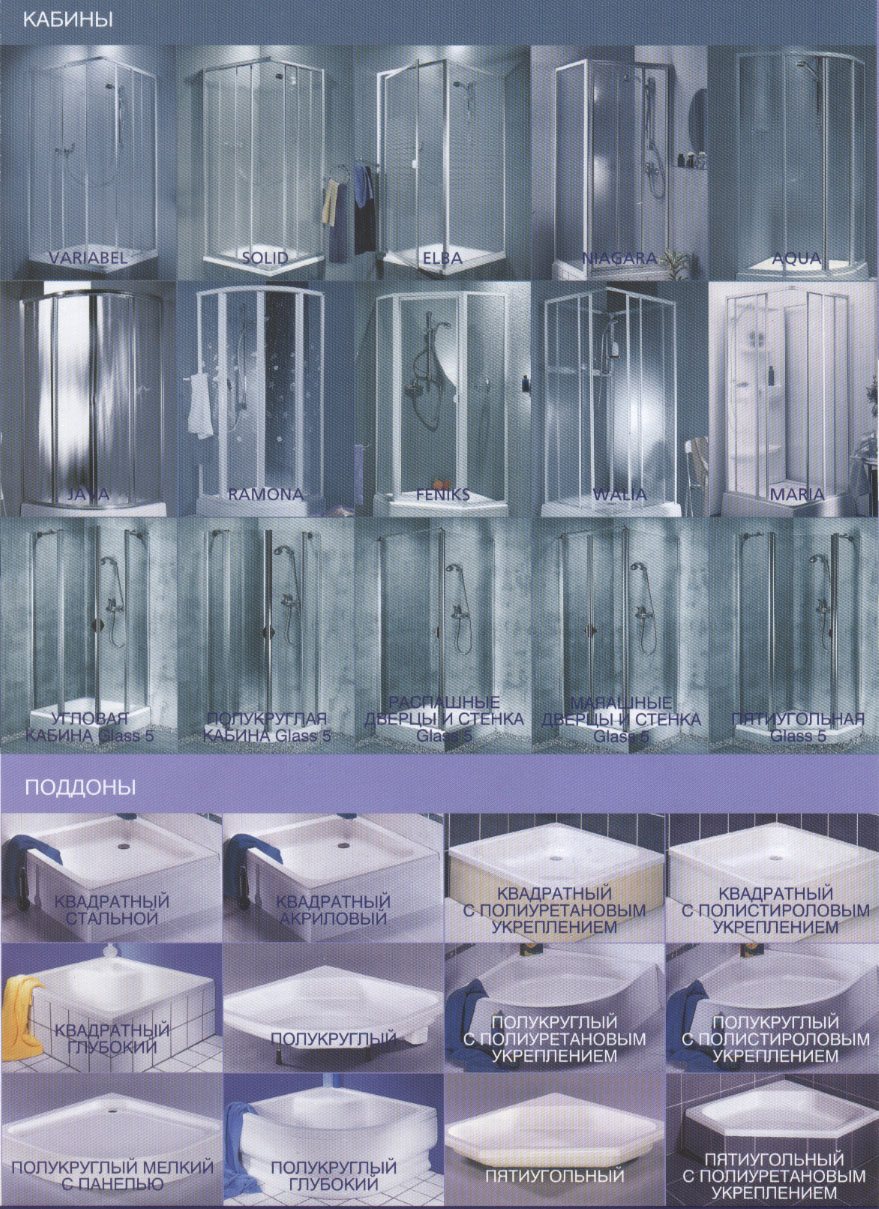 КАБИНЫ
VARIABEL
SOLID
ELBA
NIAGARA
AQUA
JAVA
RAMONA
FENIKS
WALIA
MARIA
УГЛОВАЯ
КАБИНА Glass 5
ПОЛУКРУГЛАЯ
КАБИНА Glass 5
РАСПАШНЫЕ
ДВЕРЦЫ И СТЕНКА
Glass 5
МАЯАШНЫЕ
ДВЕРЦЫ И СТЕНКА
Glass 5
ПЯТИУГОЛЬНАЯ
Glass 5
ПОДДОНЫ
КВАДРАТНЫЙ
СТАЛЬНОЙ
КВАДРАТНЫЙ
АКРИЛОВЫЙ
КВАДРАТНЫЙ
С ПОЛИУРЕТАНОВЫМ
УКРЕПЛЕНИЕМ
КВАДРАТНЫЙ
С ПОЛИСТИРОЛОВЫМ
УКРЕПЛЕНИЕМ
КВАДРАТНЫЙ
ГЛУБОКИЙ
ПОЛУКРУГЛЫЙ
ПОЛУКРУГЛЫЙ
С ПОЛИУРЕТАНОВЫМ
УКРЕПЛЕНИЕМ
ПОЛУКРУГЛЫЙ
С ПОЛИСТИРОЛОВЫМ
УКРЕПЛЕНИЕМ
ПОЛУКРУГЛЫЙ МЕЛКИЙ
С ПАНЕЛЬЮ
ПОЛУКРУГЛЫЙ
ГЛУБОКИЙ
ПЯТИУГОЛЬНЫЙ
ПЯТИУГОЛЬНЫЙ
С ПОЛИУРЕТАНОВЫМ
УКРЕПЛЕНИЕМ